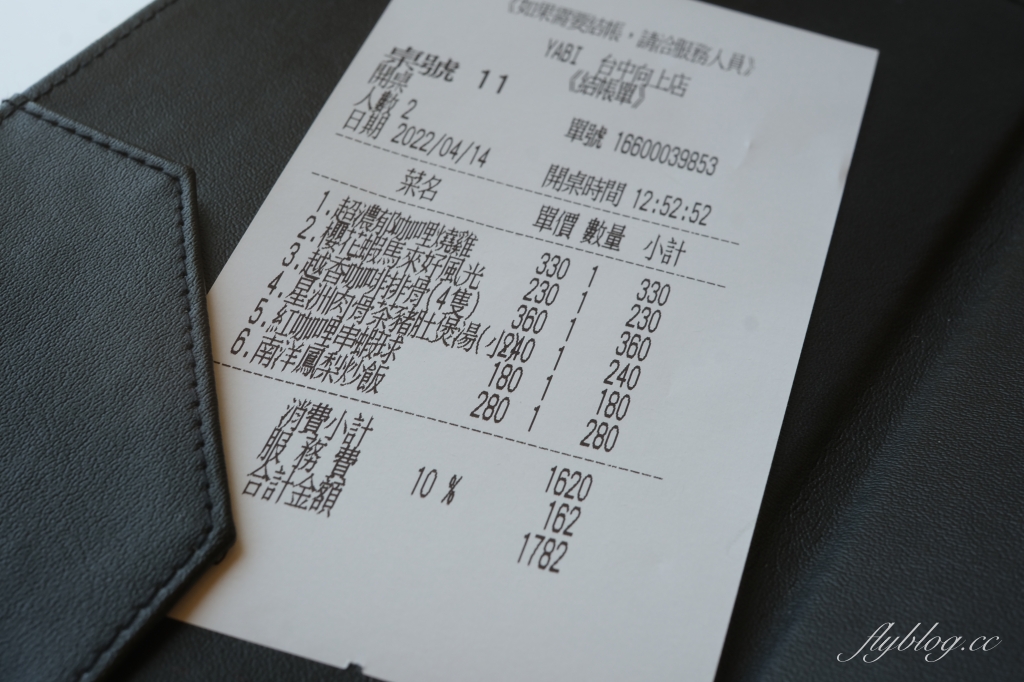 《如果需要結帳，請洽服務人員》
YABI 台中向上店
《結帳單》
桌號 11
開桌
人數 2
單號 16600039853
日期 2022/04/14
開桌時間 12:52:52
菜名 單價 數量 小計
1.超濃郁咖哩燒雞 330 1 330
2.櫻花蝦馬來好風光 230 1 230
3.越香咖啡排骨(4隻) 360 1 360
4.星洲肉骨茶豬肚煲湯(小) 240 1 240
5.紅咖哩串蝦球 180 1 180
6.南洋鳳梨炒飯 280 1 280
消費小計 1620
服務費 10 % 162
合計金額 1782
flyblog.cc